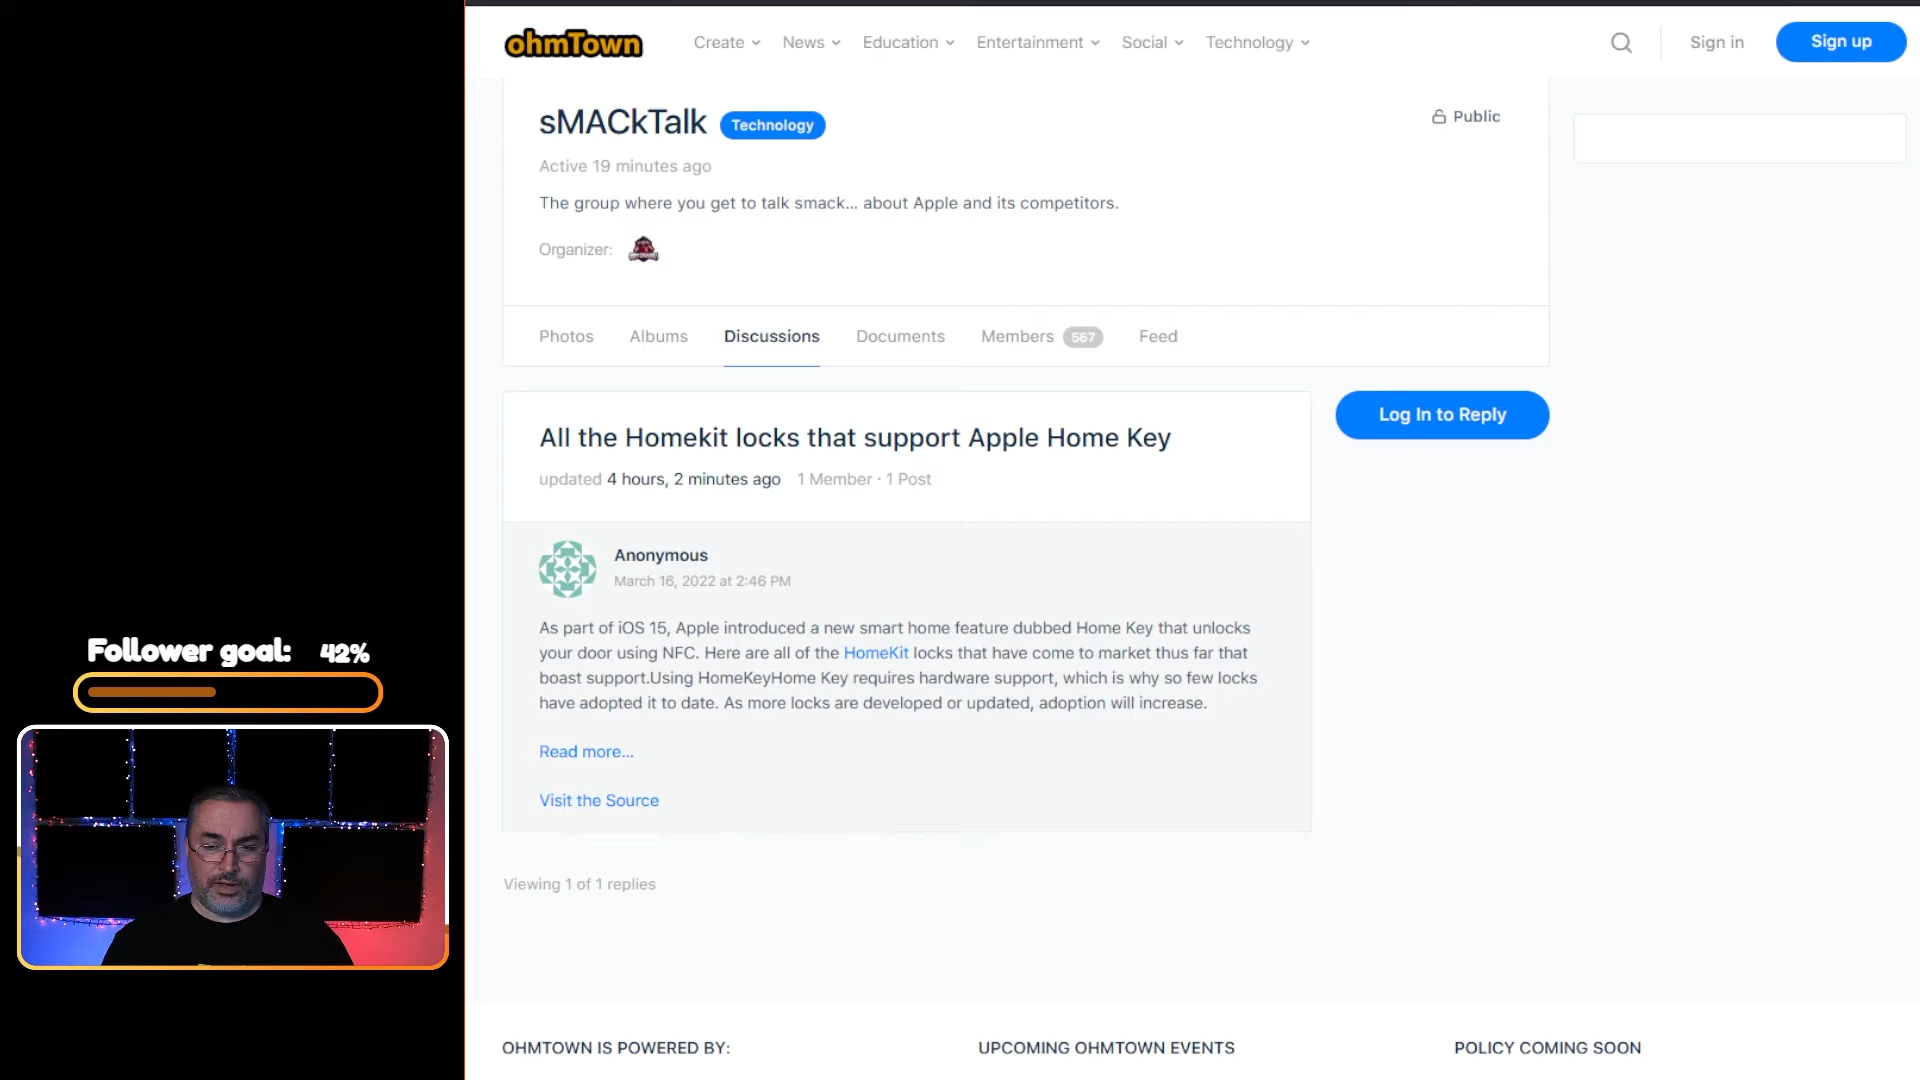 ohmTown
Create
News
Education
Entertainment
Social
Technology
Sign in
Sign up
sMACkTalk
Technology
Public
Active 19 minutes ago
The group where you get to talk smack... about Apple and its competitors.
Organizer:
Photos
Albums
Discussions
Documents
Members 567
Feed
All the Homekit locks that support Apple Home Key
updated 4 hours, 2 minutes ago 1 Member · 1 Post
Log In to Reply
Anonymous
March 16, 2022 at 2:46 PM
As part of iOS 15, Apple introduced a new smart home feature dubbed Home Key that unlocks
your door using NFC. Here are all of the HomeKit locks that have come to market thus far that
boast support.Using HomeKeyHome Key requires hardware support, which is why so few locks
have adopted it to date. As more locks are developed or updated, adoption will increase.
Read more...
Visit the Source
Viewing 1 of 1 replies
Follower goal: 42%
OHMTOWN IS POWERED BY:
UPCOMING OHMTOWN EVENTS
POLICY COMING SOON